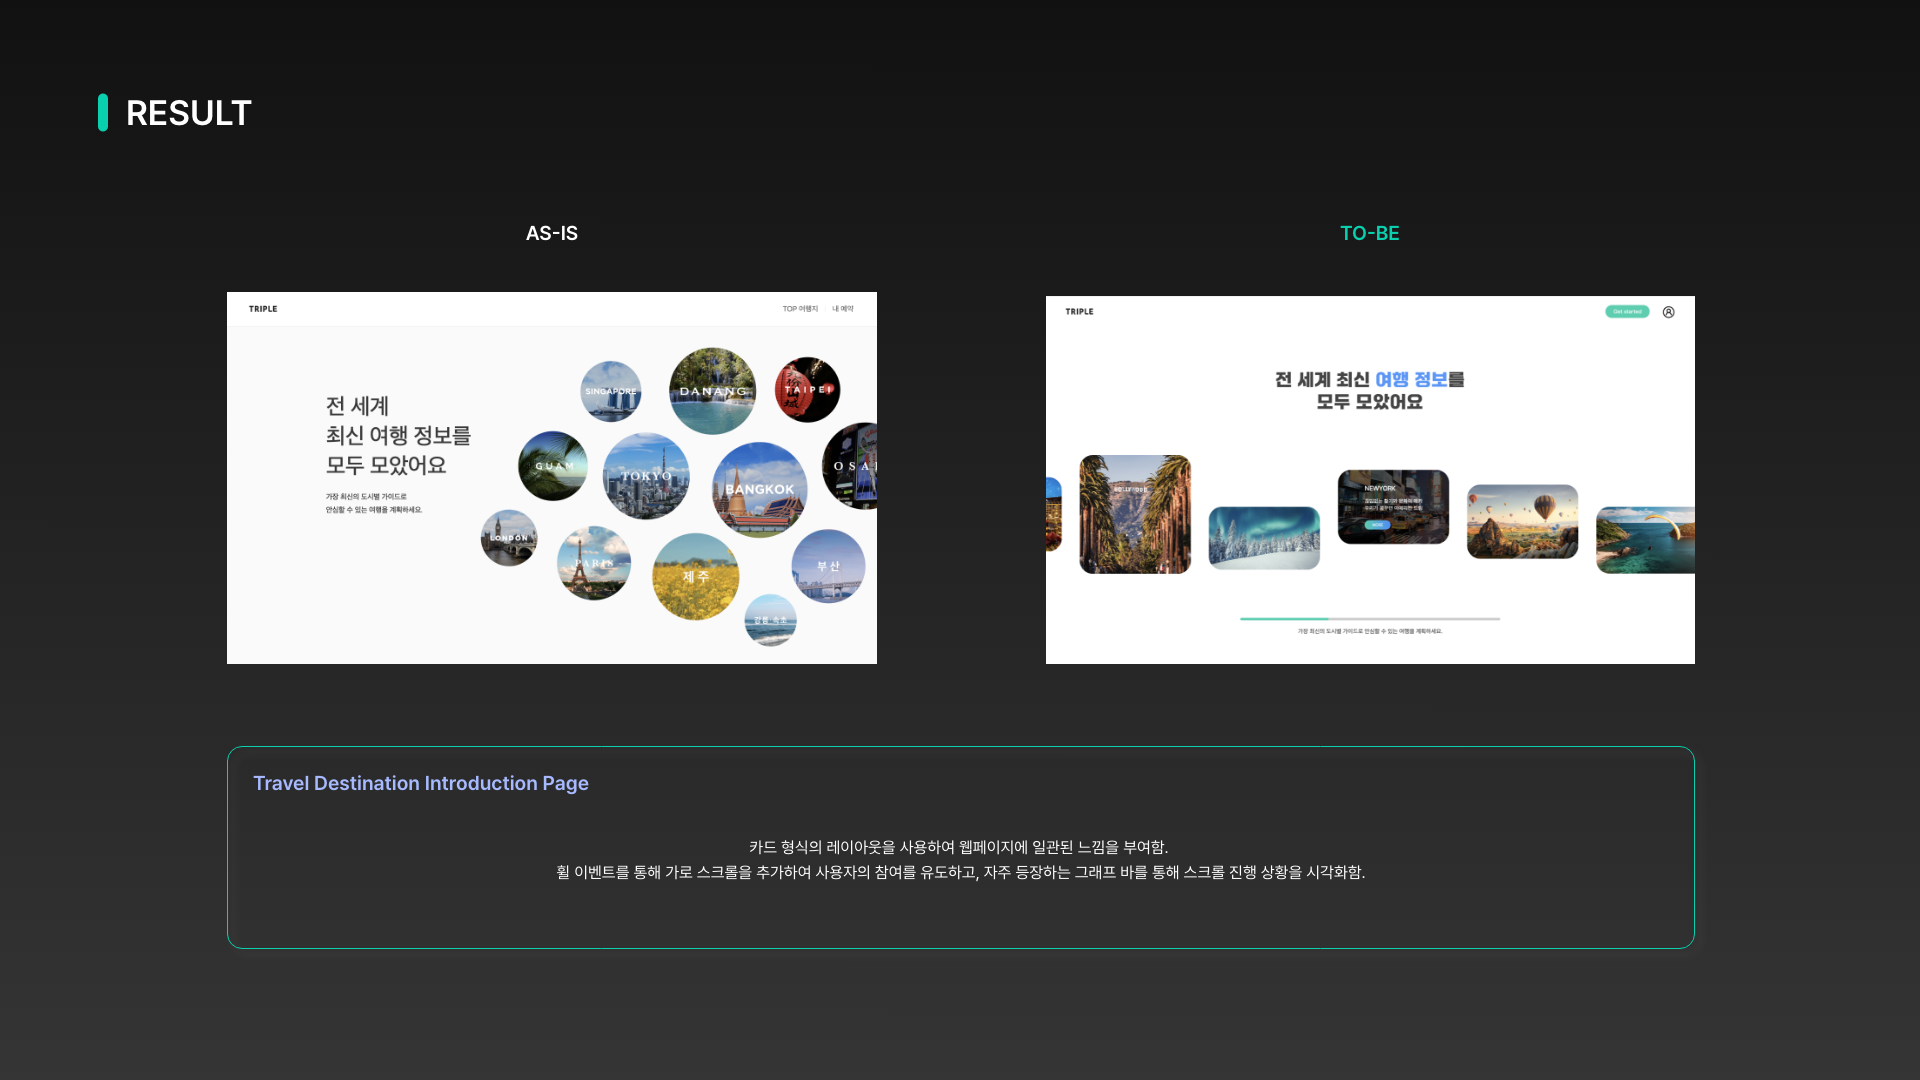 RESULT
AS-IS
TO-BE
TRIPLE
TOP 여행지
내 예약
전 세계
최신 여행 정보를
모두 모았어요
가장 최신의 도시별 가이드로
안심할 수 있는 여행을 계획하세요.
SINGAPORE
DANANG
TAIPEI
GUAM
TOKYO
BANGKOK
OSA
LONDON
PARIS
제주
부산
강릉 속초
TRIPLE
Get started
전 세계 최신 여행 정보를
모두 모았어요
NEWYORK
가장 최신의 도시별 가이드로 안심할 수 있는 여행을 계획하세요.
Travel Destination Introduction Page
카드 형식의 레이아웃을 사용하여 웹페이지에 일관된 느낌을 부여함.
휠 이벤트를 통해 가로 스크롤을 추가하여 사용자의 참여를 유도하고, 자주 등장하는 그래프 바를 통해 스크롤 진행 상황을 시각화함.